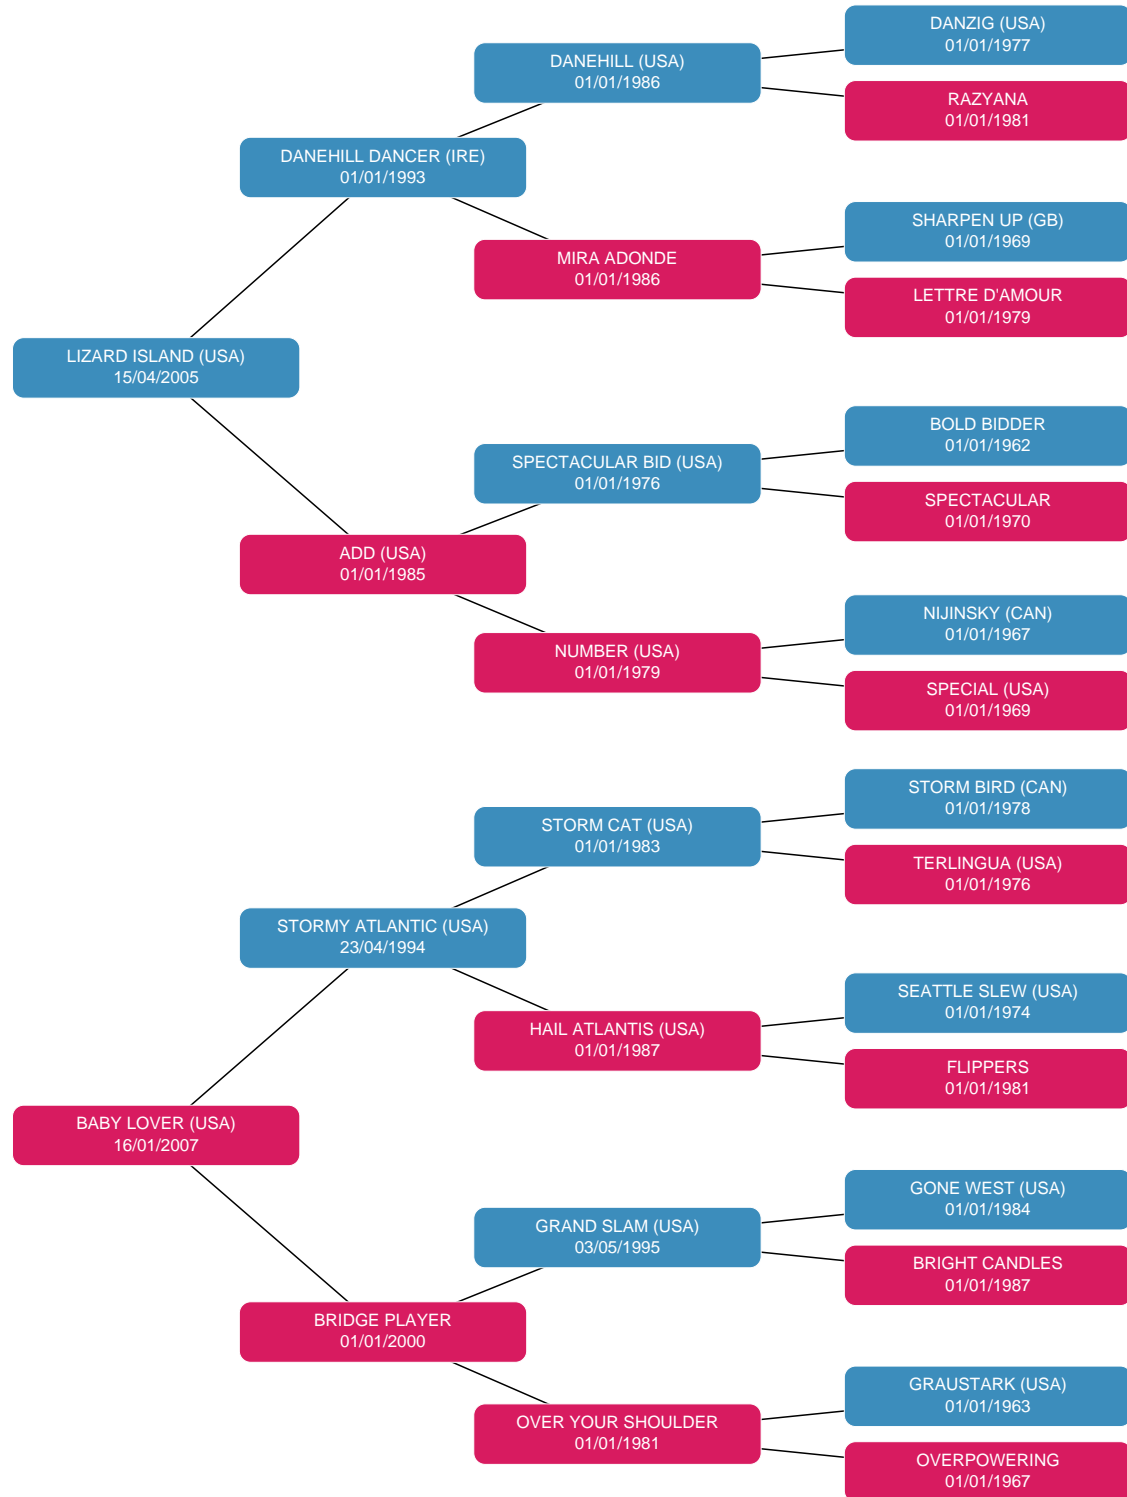 DANZIG (USA)
01/01/1977
DANEHILL (USA)
01/01/1986
RAZYANA
01/01/1981
DANEHILL DANCER (IRE)
01/01/1993
SHARPEN UP (GB)
01/01/1969
MIRA ADONDE
01/01/1986
LETTRE D'AMOUR
01/01/1979
LIZARD ISLAND (USA)
15/04/2005
BOLD BIDDER
01/01/1962
SPECTACULAR BID (USA)
01/01/1976
SPECTACULAR
01/01/1970
ADD (USA)
01/01/1985
NIJINSKY (CAN)
01/01/1967
NUMBER (USA)
01/01/1979
SPECIAL (USA)
01/01/1969
STORM BIRD (CAN)
01/01/1978
STORM CAT (USA)
01/01/1983
TERLINGUA (USA)
01/01/1976
STORMY ATLANTIC (USA)
23/04/1994
SEATTLE SLEW (USA)
01/01/1974
HAIL ATLANTIS (USA)
01/01/1987
FLIPPERS
01/01/1981
BABY LOVER (USA)
16/01/2007
GONE WEST (USA)
01/01/1984
GRAND SLAM (USA)
03/05/1995
BRIGHT CANDLES
01/01/1987
BRIDGE PLAYER
01/01/2000
GRAUSTARK (USA)
01/01/1963
OVER YOUR SHOULDER
01/01/1981
OVERPOWERING
01/01/1967